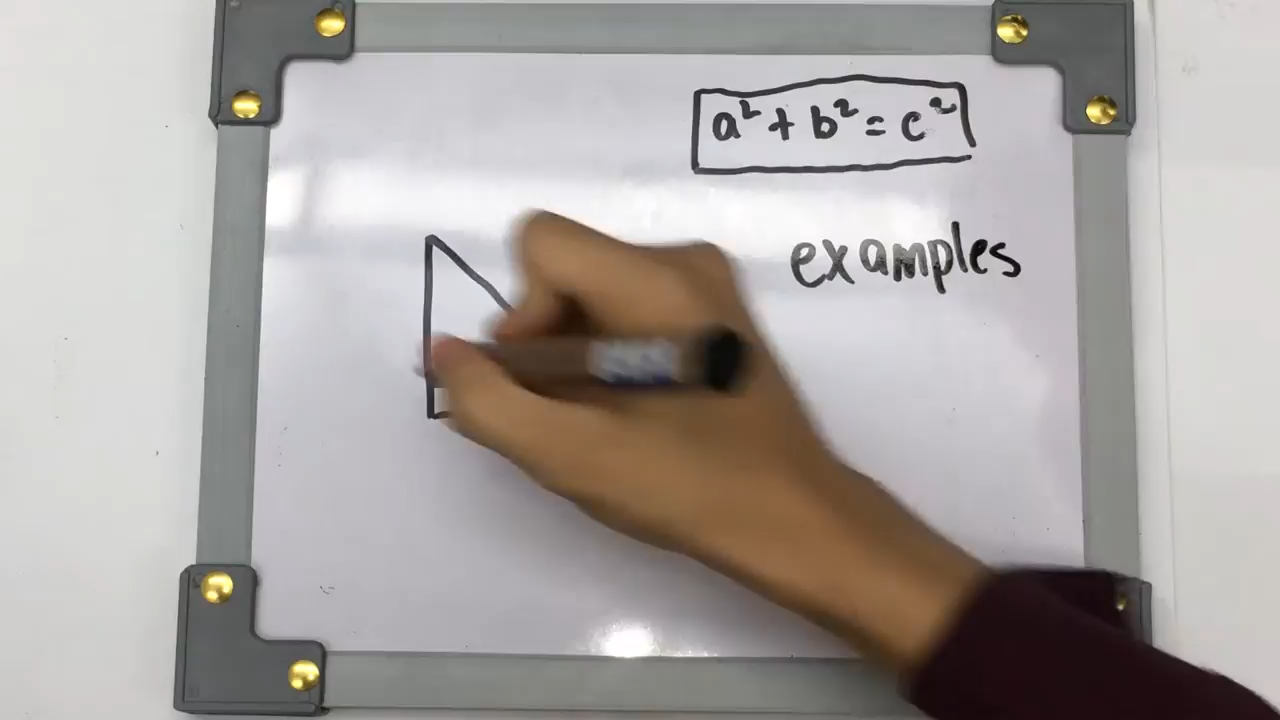 a² + b² = c²
examples